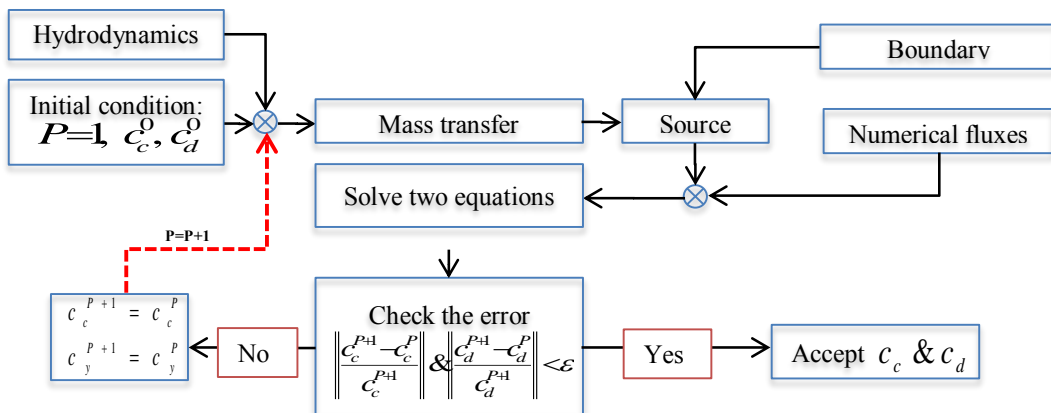 Hydrodynamics
Boundary
Initial condition:
P=1, c_c^0, c_d^0
Mass transfer
Source
Numerical fluxes
Solve two equations
P=P+1
c_c^{P+1} = c_c^P
c_y^{P+1} = c_y^P
No
Check the error
‖(c_c^{P+1}−c_c^P)/c_c^{P+1}‖ & ‖(c_d^{P+1}−c_d^P)/c_d^{P+1}‖ <ε
Yes
Accept c_c & c_d